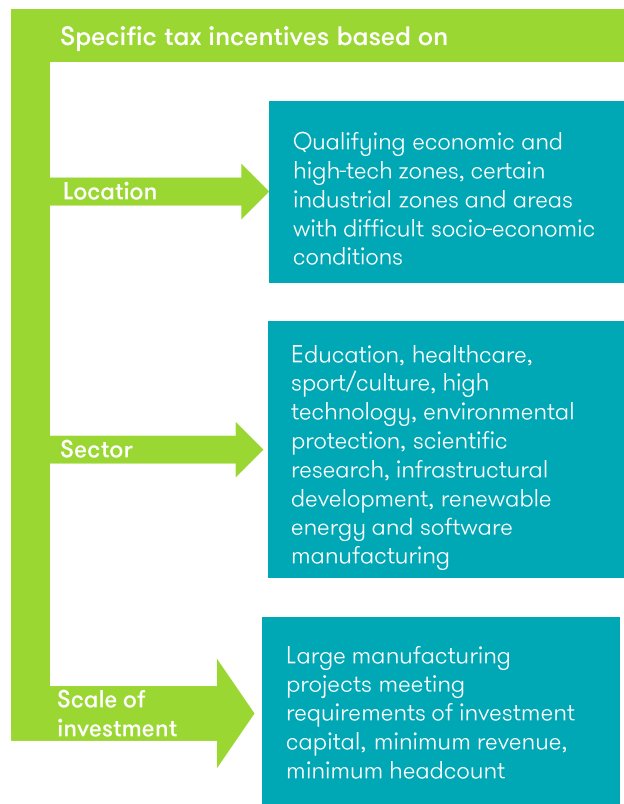 Specific tax incentives based on
Location
Qualifying economic and
high-tech zones, certain
industrial zones and areas
with difficult socio-economic
conditions
Sector
Education, healthcare,
sport/culture, high
technology, environmental
protection, scientific
research, infrastructural
development, renewable
energy and software
manufacturing
Scale of
investment
Large manufacturing
projects meeting
requirements of investment
capital, minimum revenue,
minimum headcount